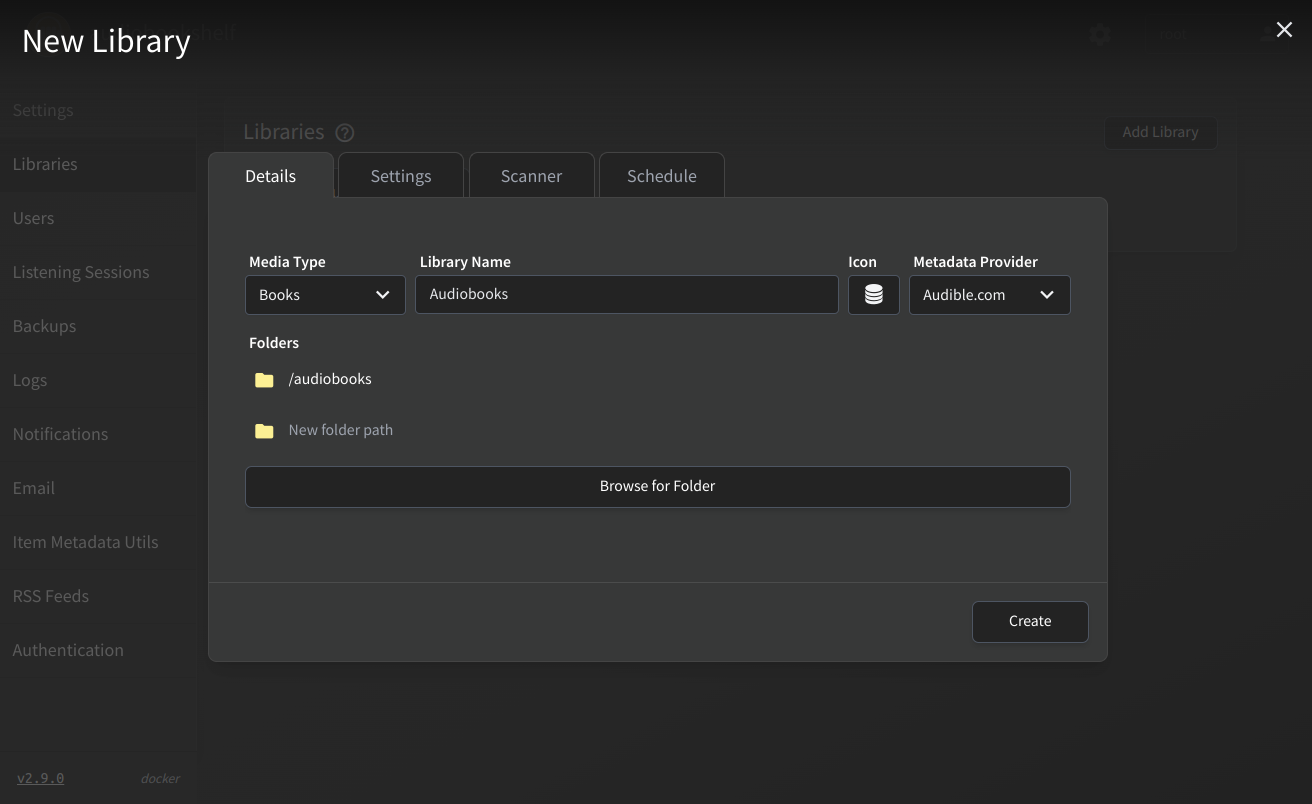 New Library
Settings
Libraries
Users
Listening Sessions
Backups
Logs
Notifications
Email
Item Metadata Utils
RSS Feeds
Authentication
v2.9.0
docker
Libraries
Add Library
Details
Settings
Scanner
Schedule
Media Type
Library Name
Icon
Metadata Provider
Books
Audiobooks
Audible.com
Folders
/audiobooks
New folder path
Browse for Folder
Create